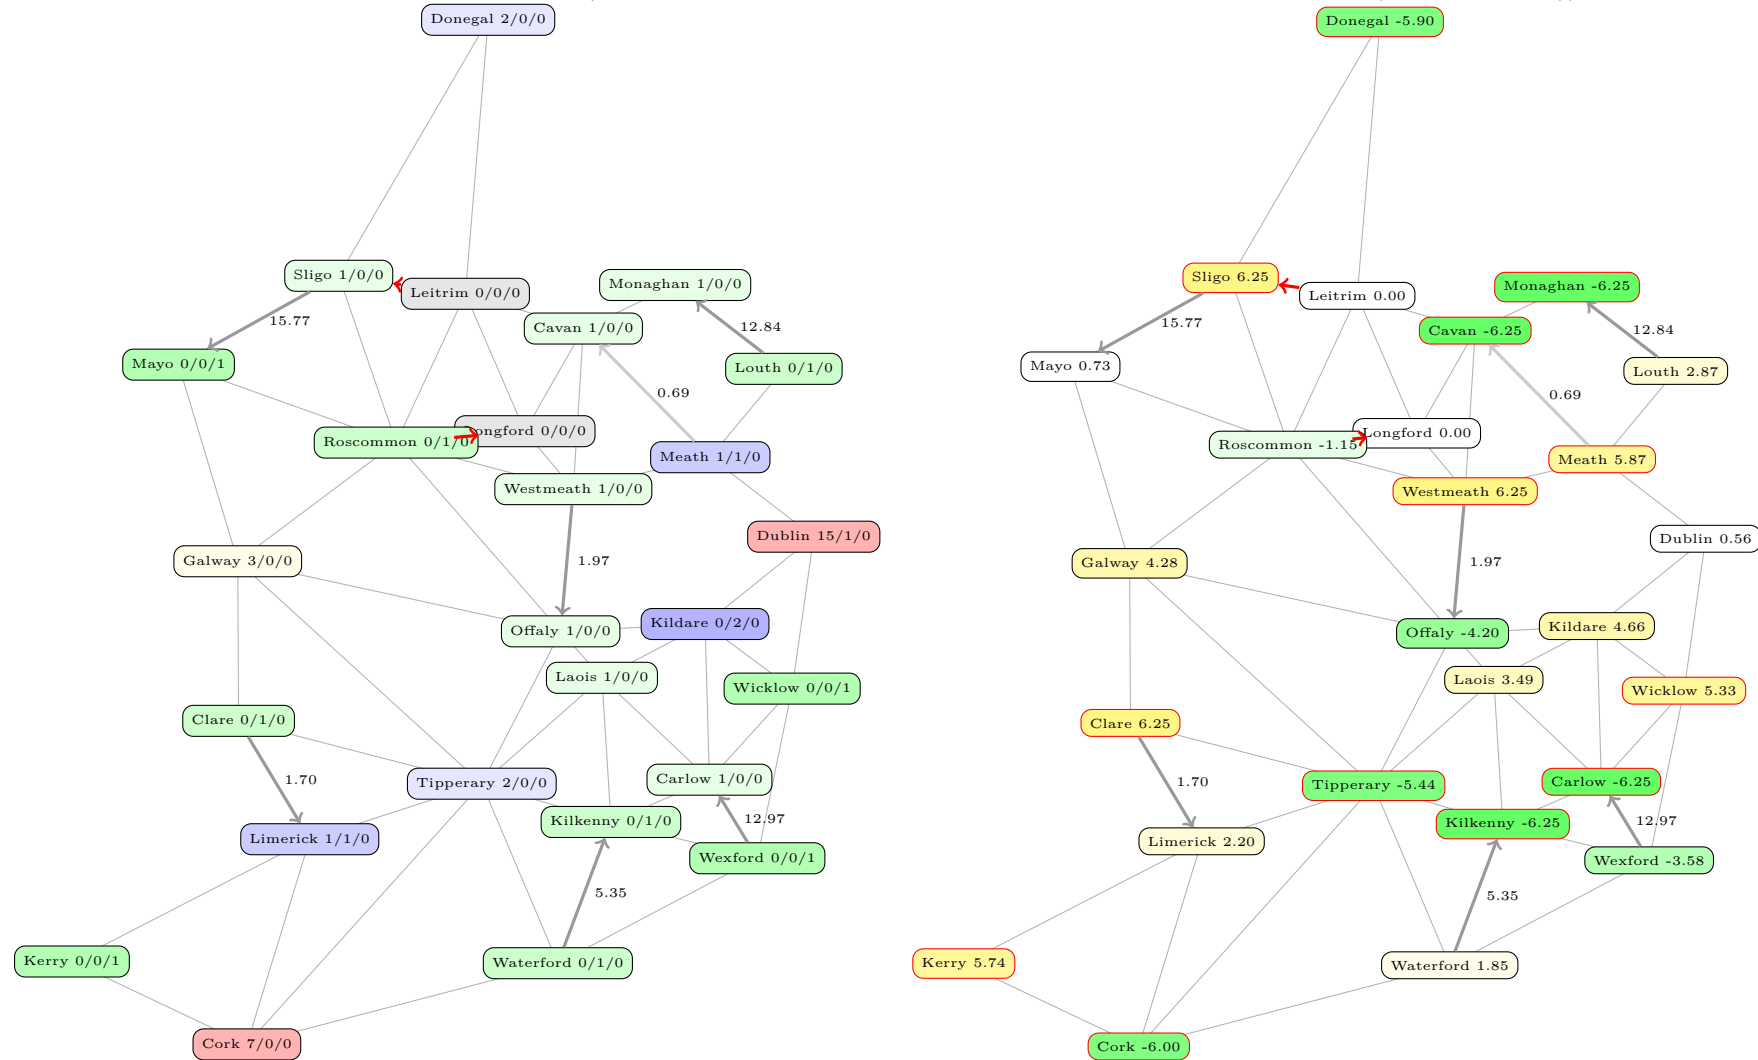 Donegal 2/0/0
Sligo 1/0/0
Leitrim 0/0/0
Monaghan 1/0/0
15.77
Cavan 1/0/0
12.84
Mayo 0/0/1
Louth 0/1/0
0.69
Roscommon 0/1/0
ongford 0/0/0
Meath 1/1/0
Westmeath 1/0/0
Dublin 15/1/0
Galway 3/0/0
1.97
Offaly 1/0/0
Kildare 0/2/0
Laois 1/0/0
Wicklow 0/0/1
Clare 0/1/0
1.70
Tipperary 2/0/0
Carlow 1/0/0
Limerick 1/1/0
Kilkenny 0/1/0
12.97
Wexford 0/0/1
5.35
Kerry 0/0/1
Waterford 0/1/0
Cork 7/0/0
Donegal -5.90
Sligo 6.25
Leitrim 0.00
Monaghan -6.25
15.77
Cavan -6.25
12.84
Mayo 0.73
Louth 2.87
0.69
Roscommon -1.15
Longford 0.00
Meath 5.87
Westmeath 6.25
Dublin 0.56
Galway 4.28
1.97
Offaly -4.20
Kildare 4.66
Laois 3.49
Wicklow 5.33
Clare 6.25
1.70
Tipperary -5.44
Carlow -6.25
Limerick 2.20
Kilkenny -6.25
12.97
Wexford -3.58
5.35
Kerry 5.74
Waterford 1.85
Cork -6.00